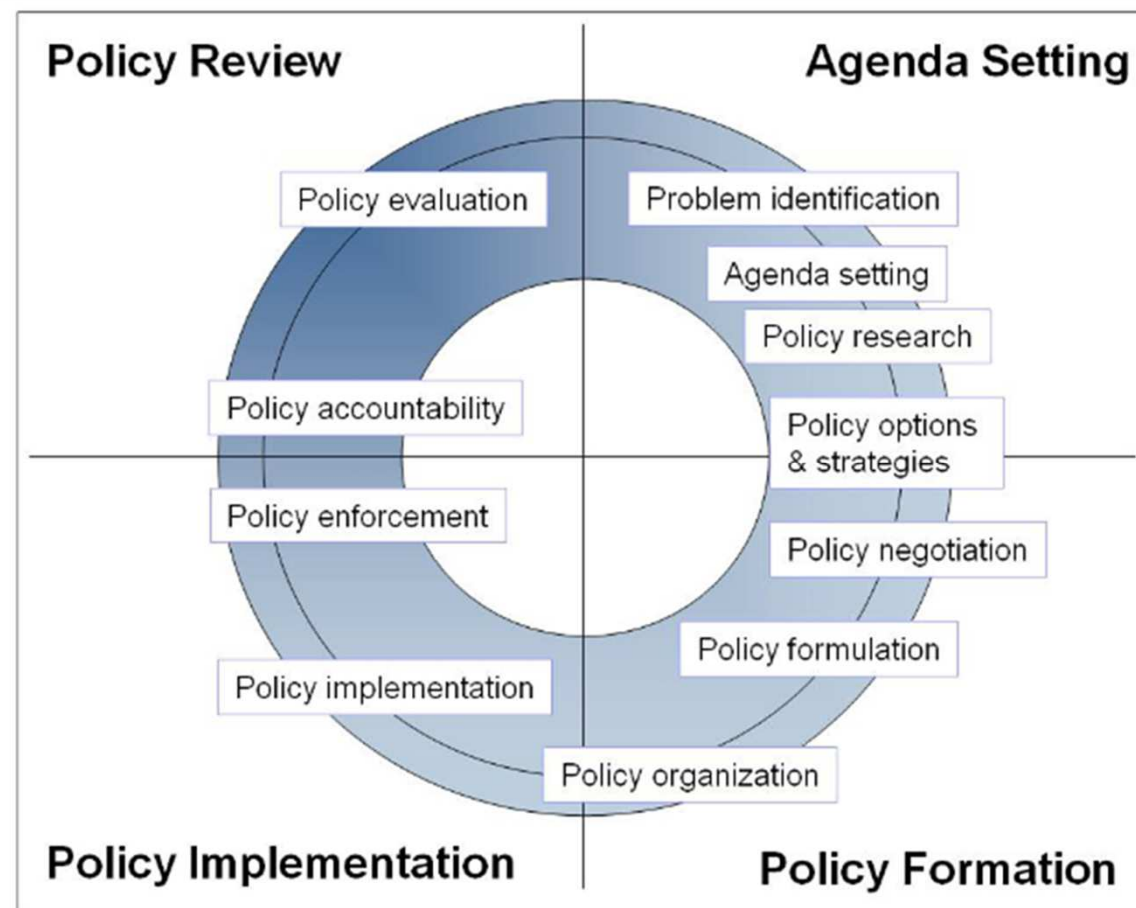 Policy Review
Agenda Setting
Policy evaluation
Problem identification
Agenda setting
Policy research
Policy accountability
Policy options
& strategies
Policy enforcement
Policy negotiation
Policy formulation
Policy implementation
Policy organization
Policy Implementation
Policy Formation